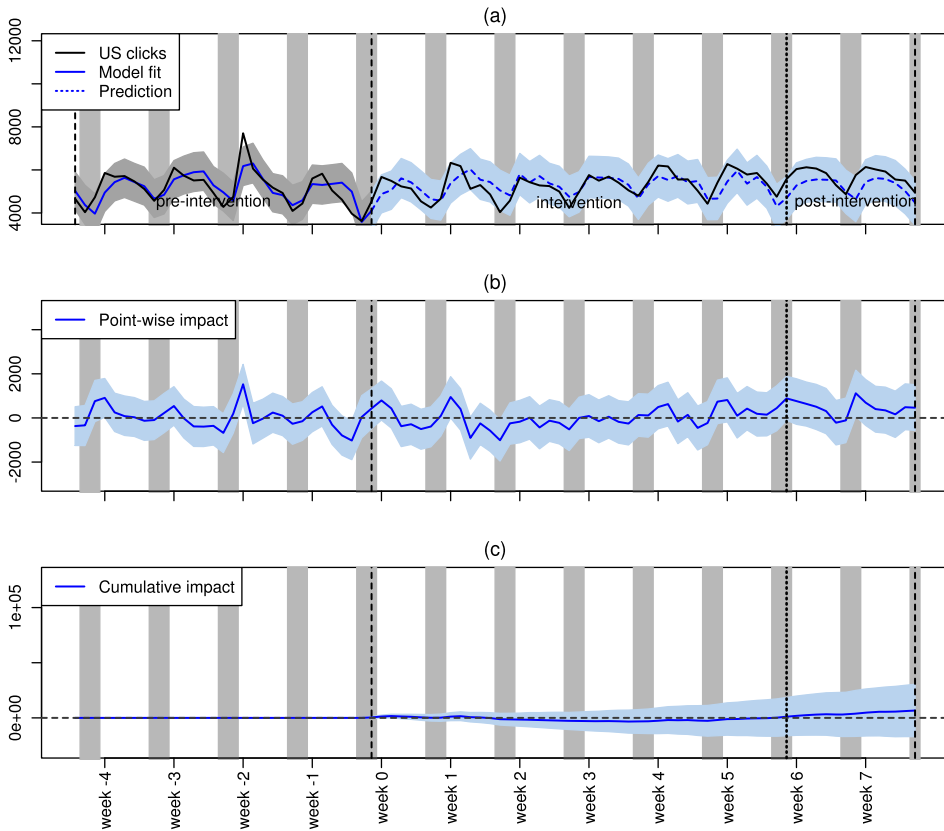 (a)
12000
8000
4000
US clicks
Model fit
Prediction
pre-intervention
intervention
post-intervention
(b)
2000
0
-2000
Point-wise impact
(c)
1e+05
0e+00
Cumulative impact
week -4
week -3
week -2
week -1
week 0
week 1
week 2
week 3
week 4
week 5
week 6
week 7